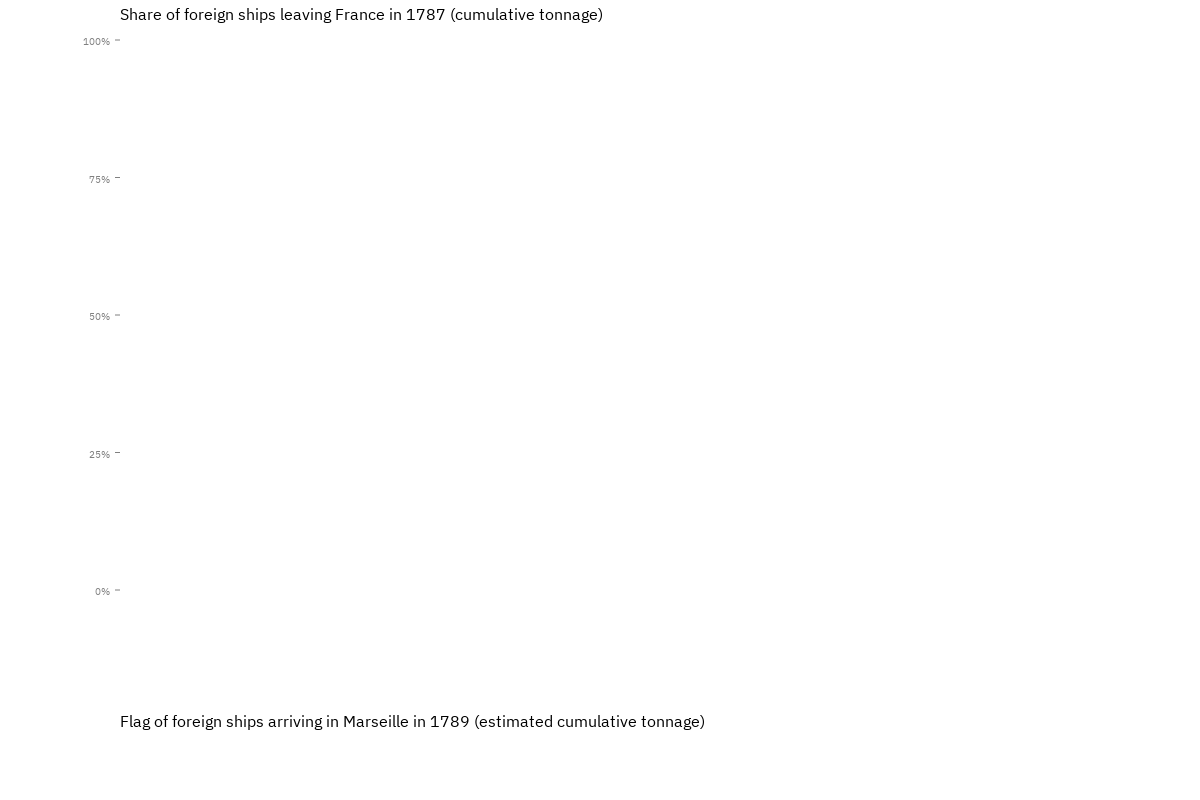 Share of foreign ships leaving France in 1787 (cumulative tonnage)
100%
75%
50%
25%
0%
Flag of foreign ships arriving in Marseille in 1789 (estimated cumulative tonnage)